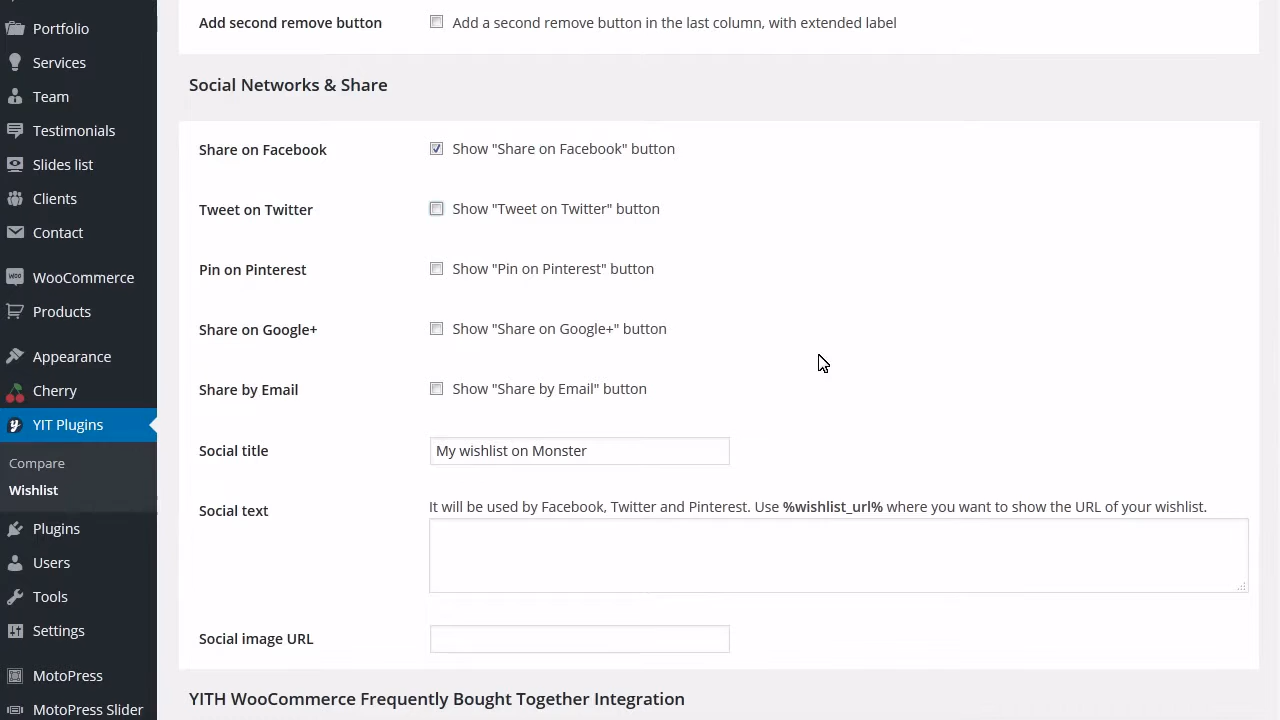 Portfolio
Services
Team
Testimonials
Slides list
Clients
Contact
WooCommerce
Products
Appearance
Cherry
YIT Plugins
Compare
Wishlist
Plugins
Users
Tools
Settings
MotoPress
MotoPress Slider
Add second remove button
Add a second remove button in the last column, with extended label
Social Networks & Share
Share on Facebook
Show "Share on Facebook" button
Tweet on Twitter
Show "Tweet on Twitter" button
Pin on Pinterest
Show "Pin on Pinterest" button
Share on Google+
Show "Share on Google+" button
Share by Email
Show "Share by Email" button
Social title
My wishlist on Monster
Social text
It will be used by Facebook, Twitter and Pinterest. Use %wishlist_url% where you want to show the URL of your wishlist.
Social image URL
YITH WooCommerce Frequently Bought Together Integration